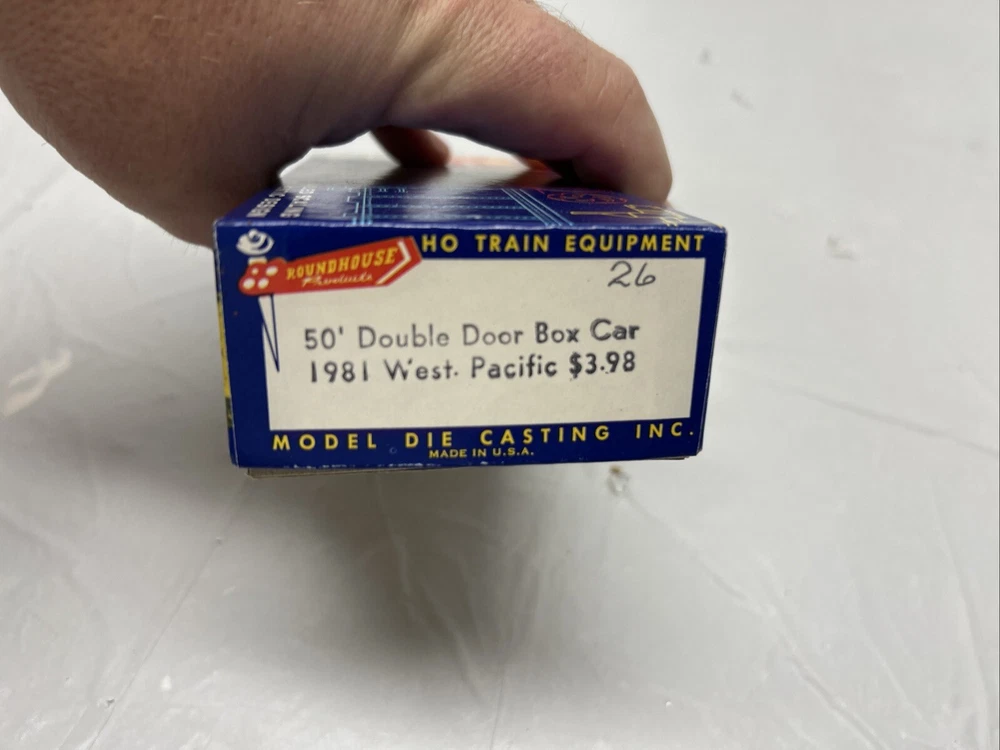 HO TRAIN EQUIPMENT
ROUNDHOUSE
Products
26
50' Double Door Box Car
1981 West. Pacific $3.98
MODEL DIE CASTING INC.
MADE IN U.S.A.